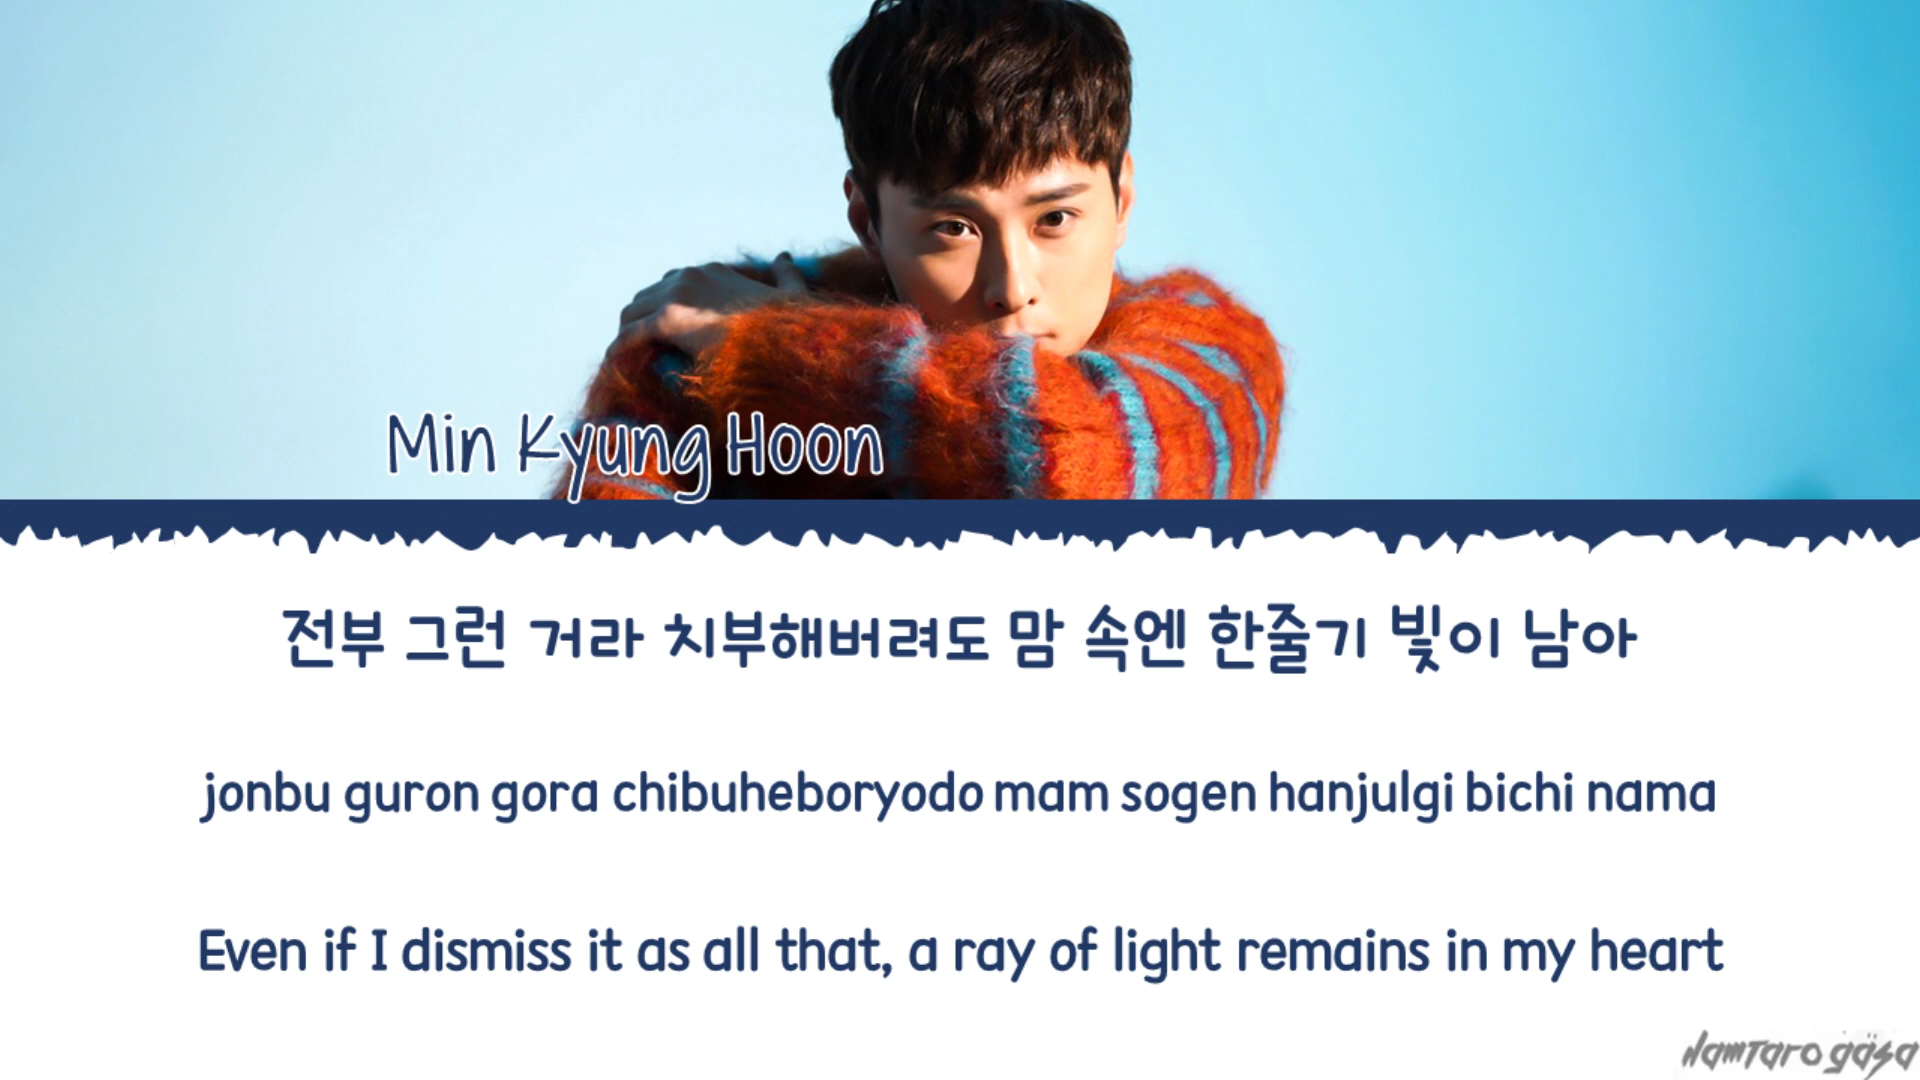 Min Kyung Hoon
전부 그런 거라 치부해버려도 맘 속엔 한줄기 빛이 남아
jonbu guron gora chibuheboryodo mam sogen hanjulgi bichi nama
Even if I dismiss it as all that, a ray of light remains in my heart
Hamtaro gäsa